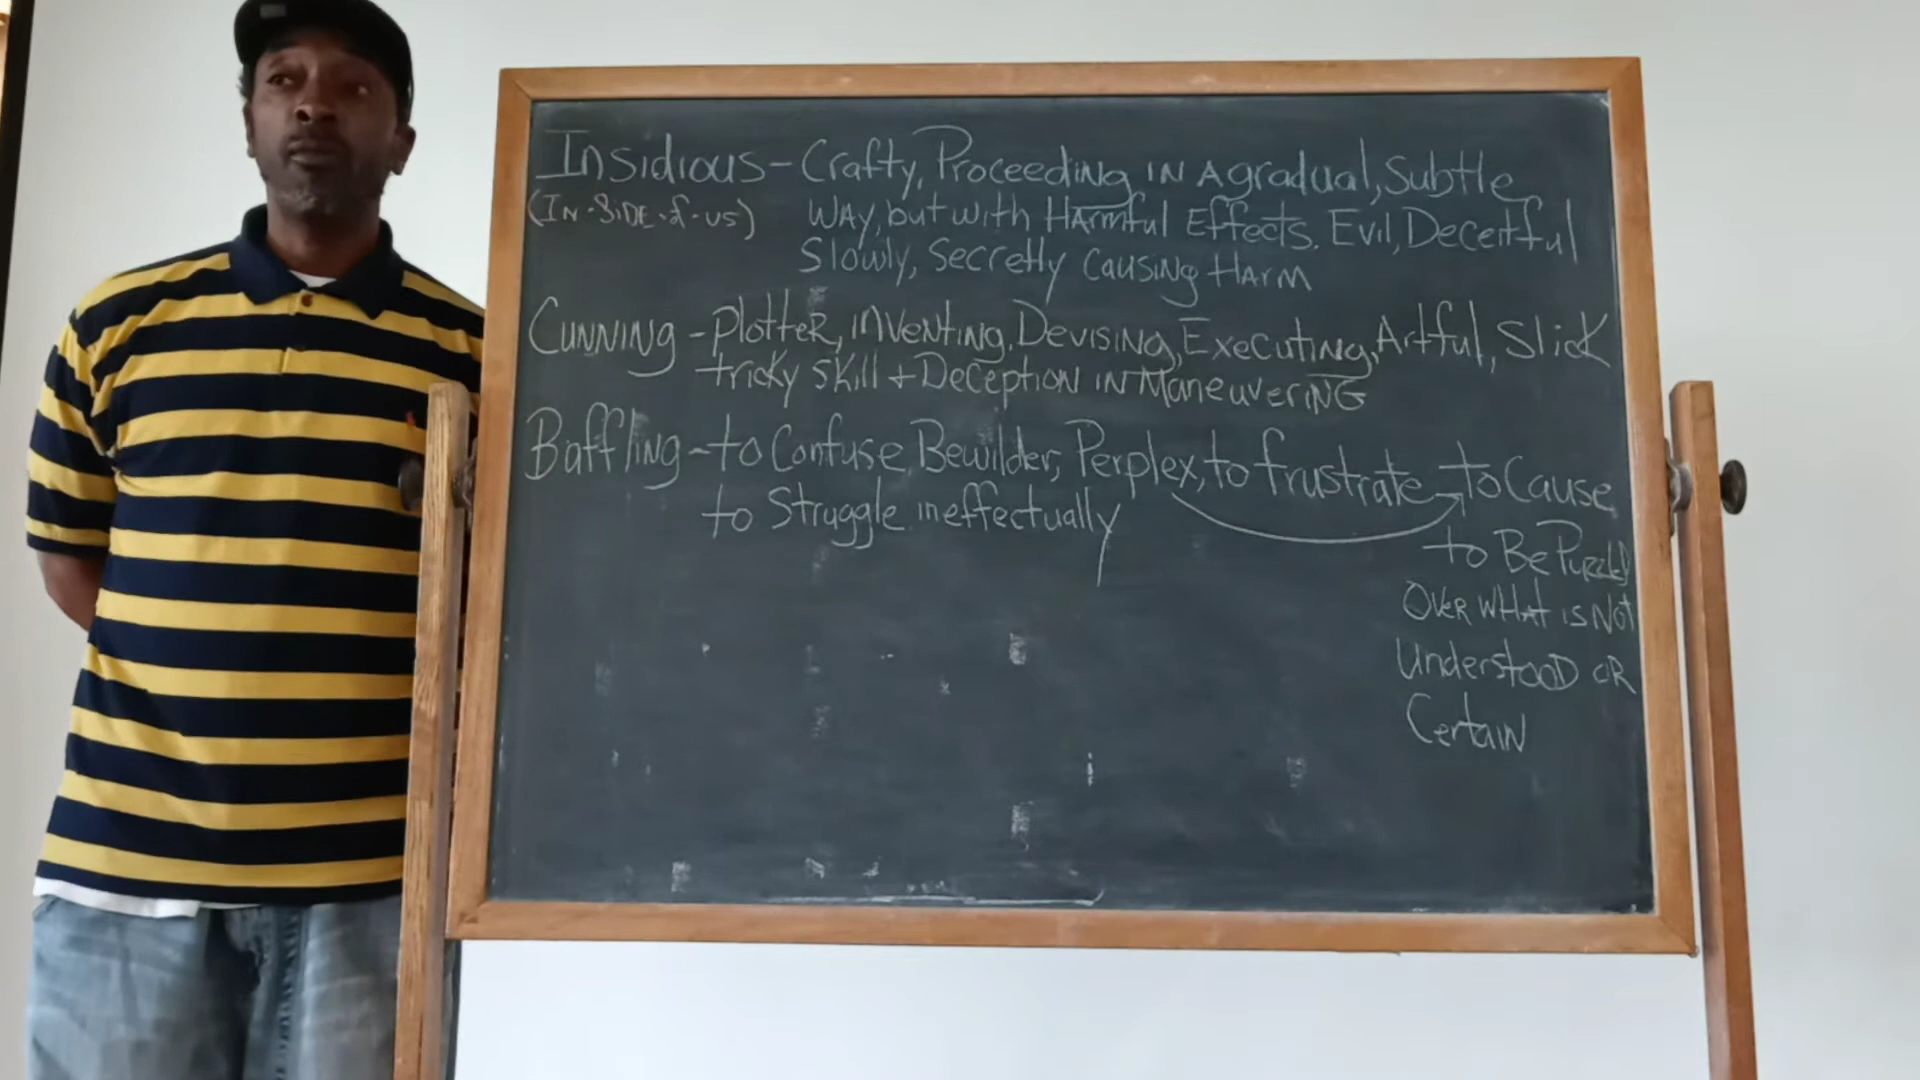 Insidious - Crafty, Proceeding IN A gradual, Subtle
(IN-SIDE-of-US) WAY, but with HARMful Effects. Evil, Deceitful
Slowly, Secretly Causing HARM
Cunning - Plotter, inventing, Devising, Executing, Artful, Slick
tricky skill + Deception IN Maneuvering
Baffling - to Confuse, Bewilder, Perplex, to frustrate to Cause
to Struggle ineffectually
to Be Puzzled
Over WHAT is Not
Understood OR
Certain